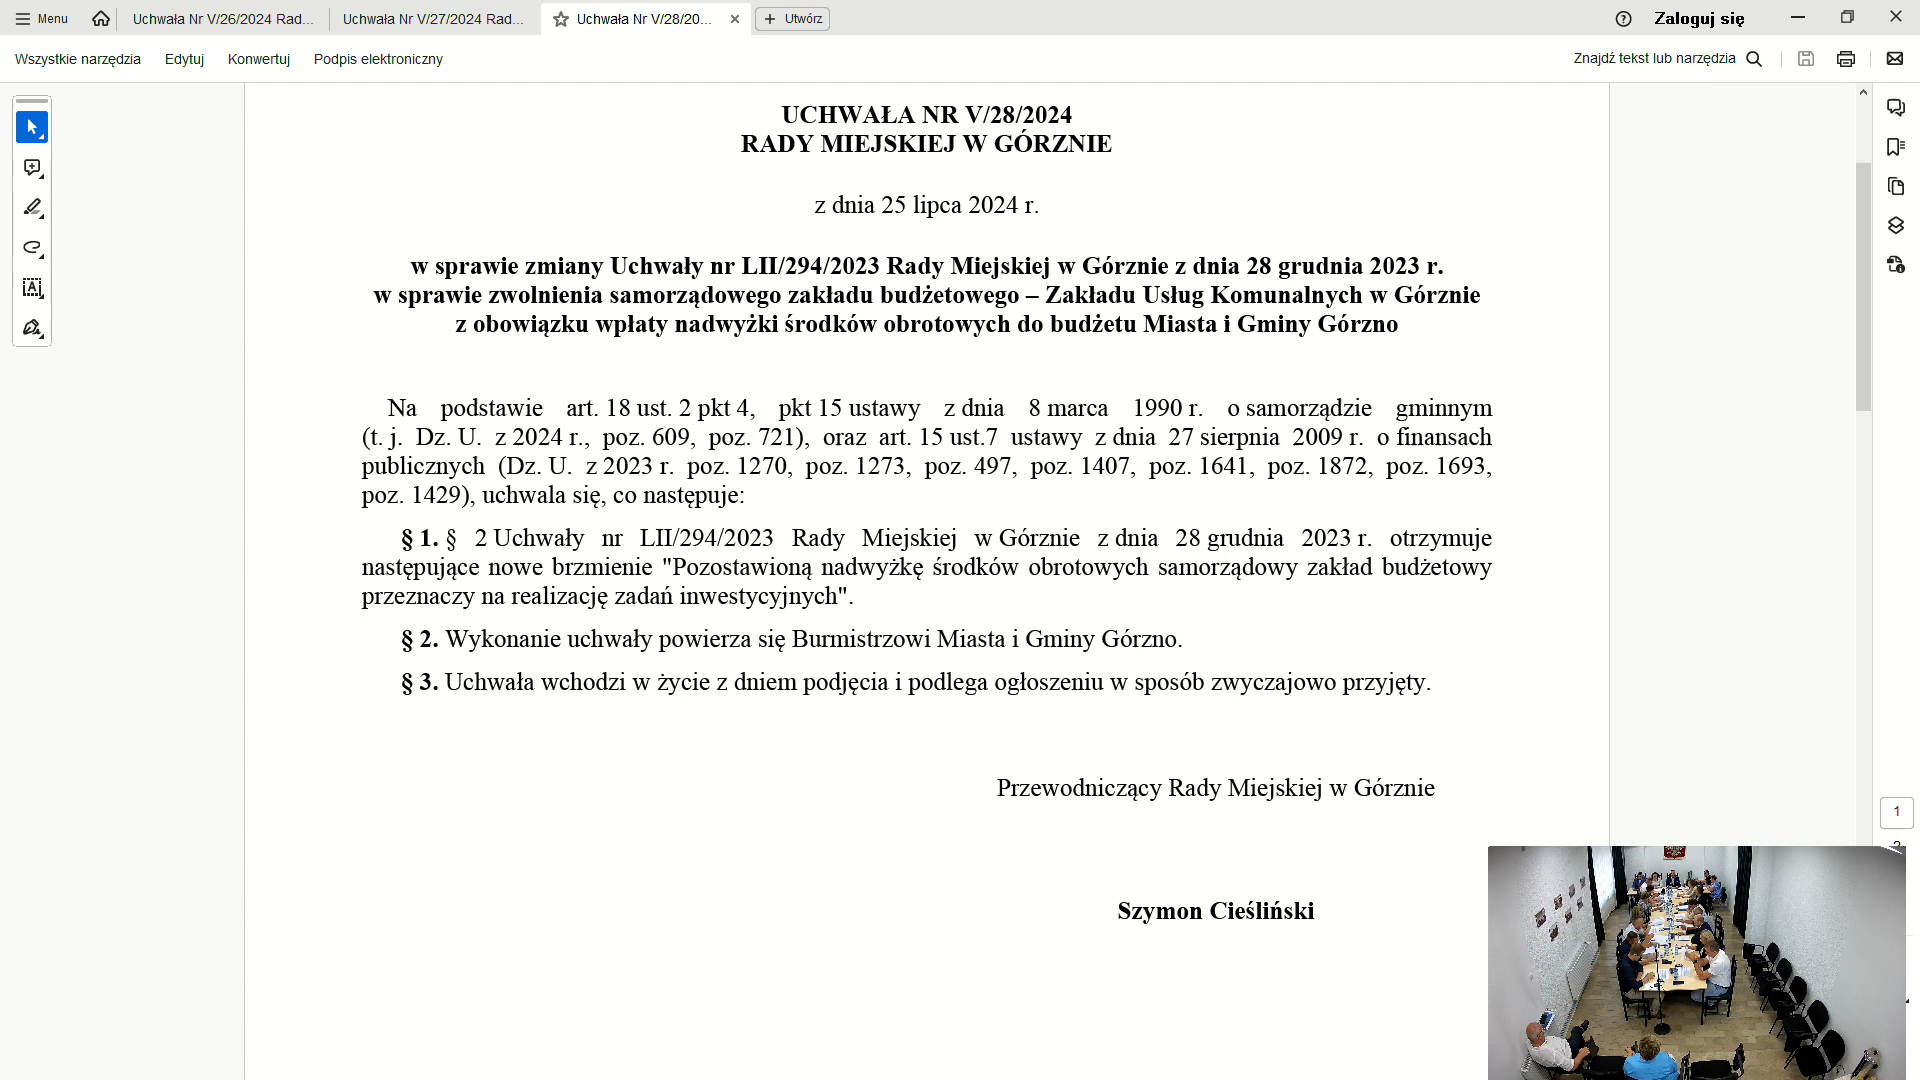 Menu
Uchwała Nr V/26/2024 Rad...
Uchwała Nr V/27/2024 Rad...
Uchwała Nr V/28/20...
Utwórz
Zaloguj się
Wszystkie narzędzia
Edytuj
Konwertuj
Podpis elektroniczny
Znajdź tekst lub narzędzia
UCHWAŁA NR V/28/2024
RADY MIEJSKIEJ W GÓRZNIE
z dnia 25 lipca 2024 r.
w sprawie zmiany Uchwały nr LII/294/2023 Rady Miejskiej w Górznie z dnia 28 grudnia 2023 r.
w sprawie zwolnienia samorządowego zakładu budżetowego – Zakładu Usług Komunalnych w Górznie
z obowiązku wpłaty nadwyżki środków obrotowych do budżetu Miasta i Gminy Górzno
Na podstawie art. 18 ust. 2 pkt 4, pkt 15 ustawy z dnia 8 marca 1990 r. o samorządzie gminnym
(t. j. Dz. U. z 2024 r., poz. 609, poz. 721), oraz art. 15 ust.7 ustawy z dnia 27 sierpnia 2009 r. o finansach
publicznych (Dz. U. z 2023 r. poz. 1270, poz. 1273, poz. 497, poz. 1407, poz. 1641, poz. 1872, poz. 1693,
poz. 1429), uchwala się, co następuje:
§ 1. § 2 Uchwały nr LII/294/2023 Rady Miejskiej w Górznie z dnia 28 grudnia 2023 r. otrzymuje
następujące nowe brzmienie "Pozostawioną nadwyżkę środków obrotowych samorządowy zakład budżetowy
przeznaczy na realizację zadań inwestycyjnych".
§ 2. Wykonanie uchwały powierza się Burmistrzowi Miasta i Gminy Górzno.
§ 3. Uchwała wchodzi w życie z dniem podjęcia i podlega ogłoszeniu w sposób zwyczajowo przyjęty.
Przewodniczący Rady Miejskiej w Górznie
Szymon Cieśliński
1